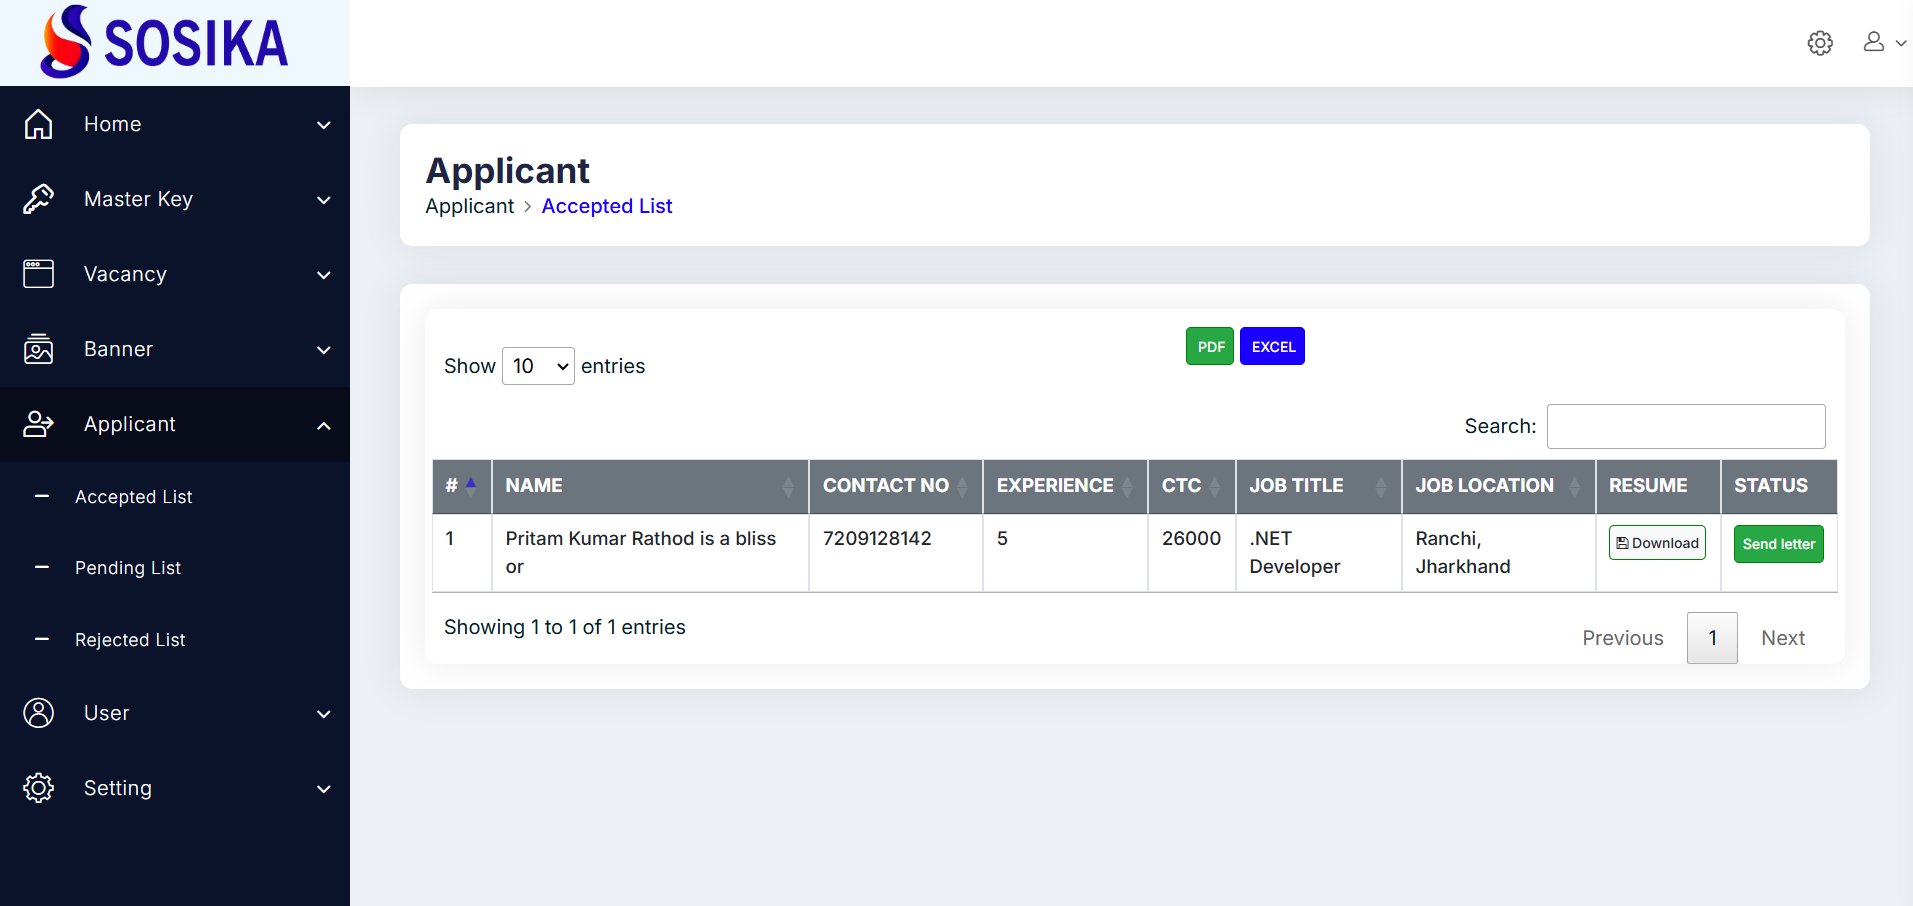 SOSIKA
Home
Master Key
Vacancy
Banner
Applicant
Accepted List
Pending List
Rejected List
User
Setting
Applicant
Applicant > Accepted List
Show 10 entries
PDF EXCEL
Search:
# NAME CONTACT NO EXPERIENCE CTC JOB TITLE JOB LOCATION RESUME STATUS
1 Pritam Kumar Rathod is a bliss 7209128142 5 26000 .NET Ranchi, Download Send letter
or Developer Jharkhand
Showing 1 to 1 of 1 entries
Previous 1 Next